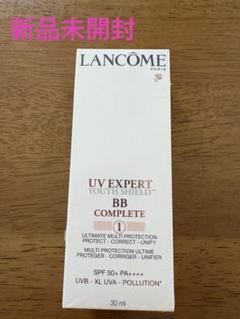 新品未開封
LANCÔME
PARIS
UV EXPERT
YOUTH SHIELD™
BB
COMPLETE
1
ULTIMATE MULTI PROTECTION
PROTECT - CORRECT - UNIFY
MULTI PROTECTION ULTIME
PROTÉGER - CORRIGER - UNIFIER
SPF 50+ PA++++
UVB - XL UVA - POLLUTION*
30 ml